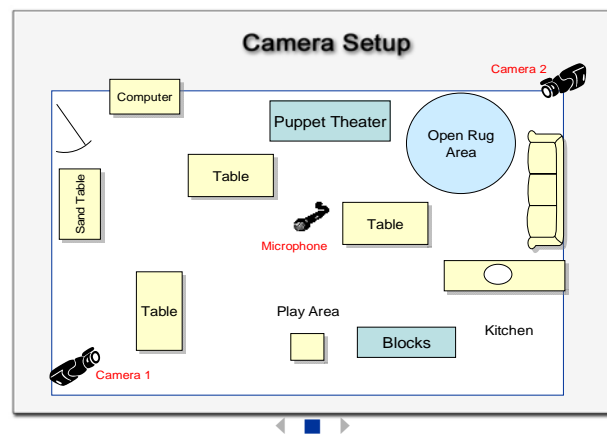 Camera Setup
Camera 2
Computer
Puppet Theater
Open Rug
Area
Table
Sand Table
Table
Microphone
Table
Play Area
Kitchen
Blocks
Camera 1